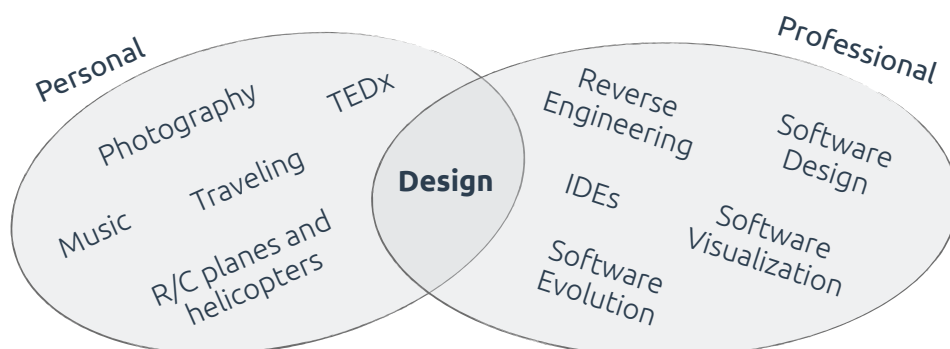 Personal
Photography
TEDx
Traveling
Music
R/C planes and
helicopters
Design
Professional
Reverse
Engineering
Software
Design
IDEs
Software
Visualization
Software
Evolution